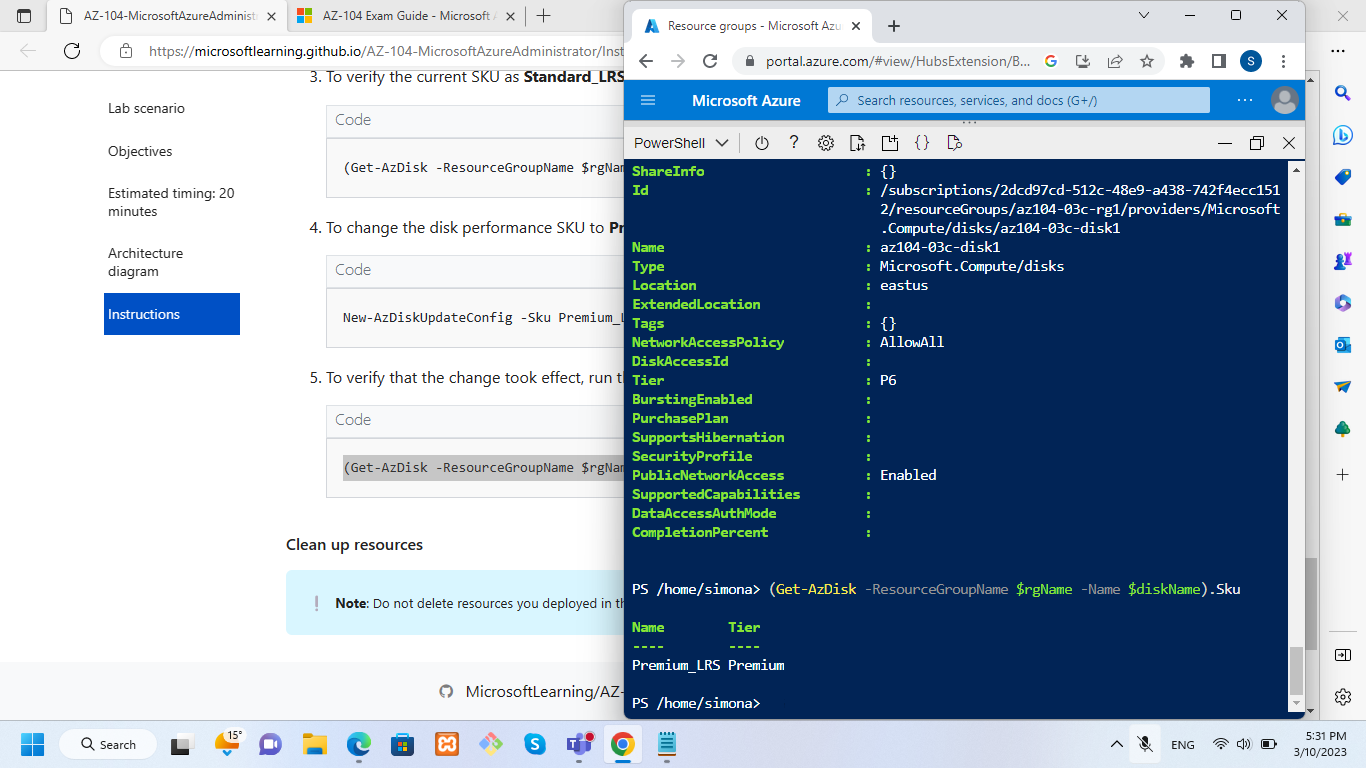 AZ-104-MicrosoftAzureAdministrat
AZ-104 Exam Guide - Microsoft A
https://microsoftlearning.github.io/AZ-104-MicrosoftAzureAdministrator/Inst
Lab scenario
Objectives
Estimated timing: 20
minutes
Architecture
diagram
Instructions
3. To verify the current SKU as Standard_LRS
Code
(Get-AzDisk -ResourceGroupName $rgNam
4. To change the disk performance SKU to Pr
Code
New-AzDiskUpdateConfig -Sku Premium_L
5. To verify that the change took effect, run th
Code
(Get-AzDisk -ResourceGroupName $rgNam
Clean up resources
Note: Do not delete resources you deployed in th
MicrosoftLearning/AZ-
Resource groups - Microsoft Azu
portal.azure.com/#view/HubsExtension/B...
S
Microsoft Azure
Search resources, services, and docs (G+/)
PowerShell
ShareInfo : {}
Id : /subscriptions/2dcd97cd-512c-48e9-a438-742f4ecc151
2/resourceGroups/az104-03c-rg1/providers/Microsoft
.Compute/disks/az104-03c-disk1
Name : az104-03c-disk1
Type : Microsoft.Compute/disks
Location : eastus
ExtendedLocation :
Tags : {}
NetworkAccessPolicy : AllowAll
DiskAccessId :
Tier : P6
BurstingEnabled :
PurchasePlan :
SupportsHibernation :
SecurityProfile :
PublicNetworkAccess : Enabled
SupportedCapabilities :
DataAccessAuthMode :
CompletionPercent :
PS /home/simona> (Get-AzDisk -ResourceGroupName $rgName -Name $diskName).Sku
Name Tier
---- ----
Premium_LRS Premium
PS /home/simona>
Search
15°
ENG
5:31 PM
3/10/2023